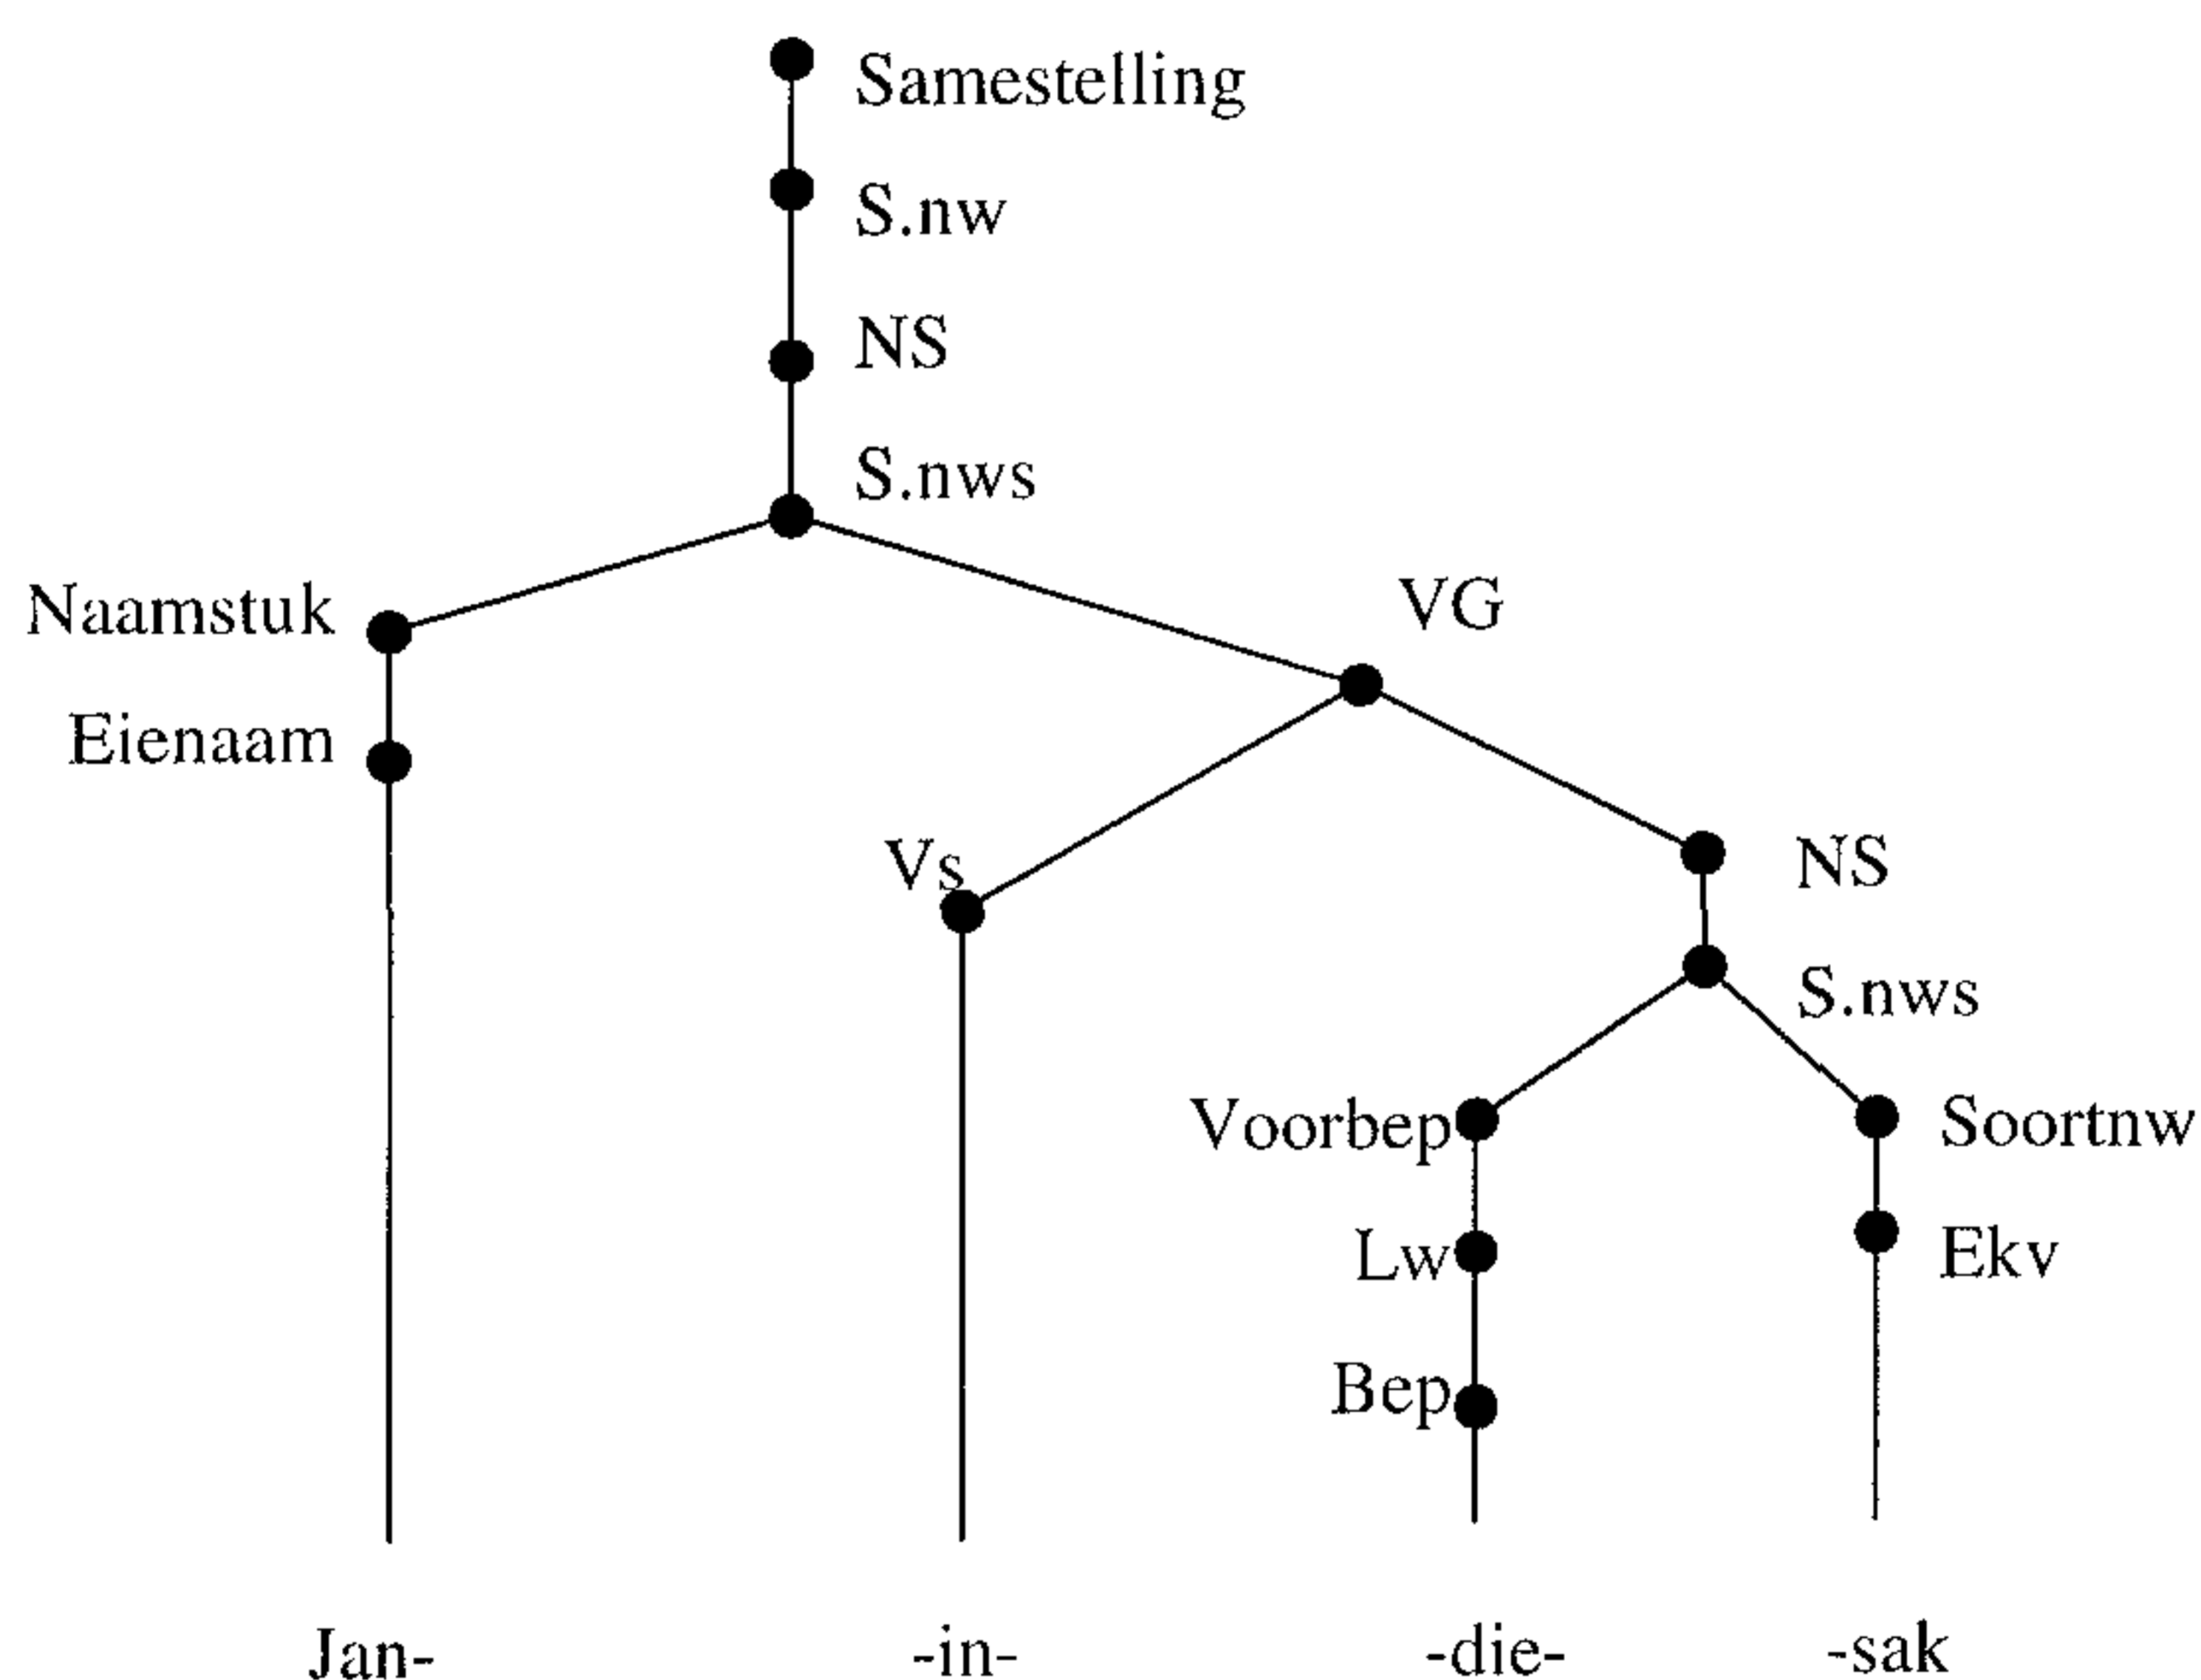 Samestelling
S.nw
NS
S.nws
Naamstuk
VG
Eienaam
Vs
NS
S.nws
Voorbep
Soortnw
Lw
Ekv
Bep
Jan- -in- -die- -sak